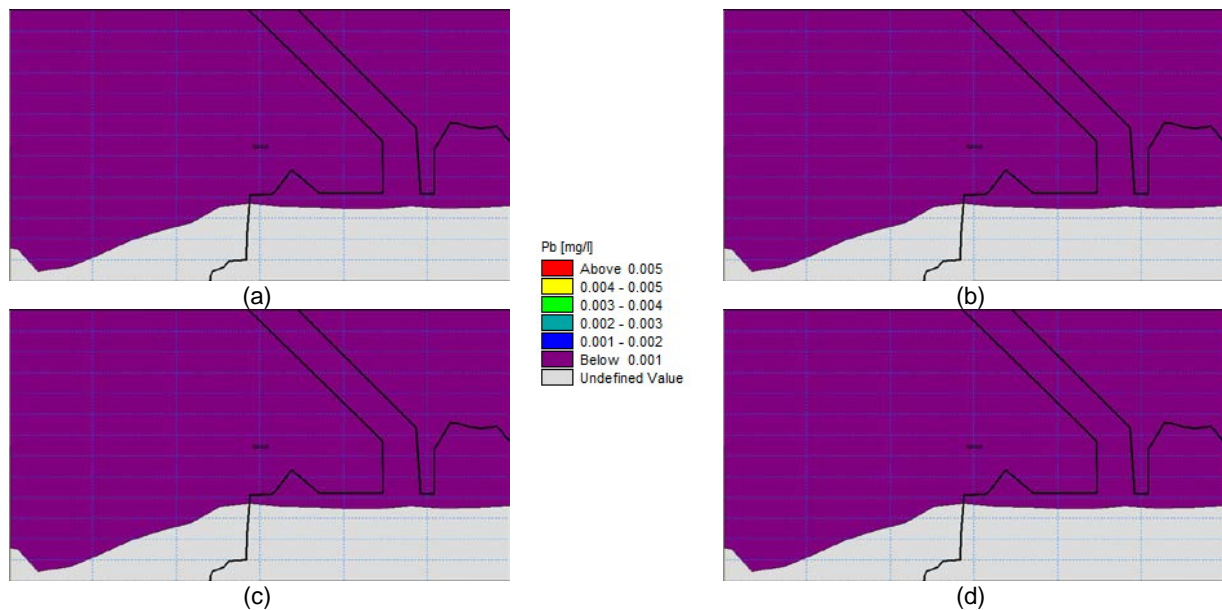 (a)
(b)
Pb [mg/l]
Above 0.005
0.004 - 0.005
0.003 - 0.004
0.002 - 0.003
0.001 - 0.002
Below 0.001
Undefined Value
(c)
(d)